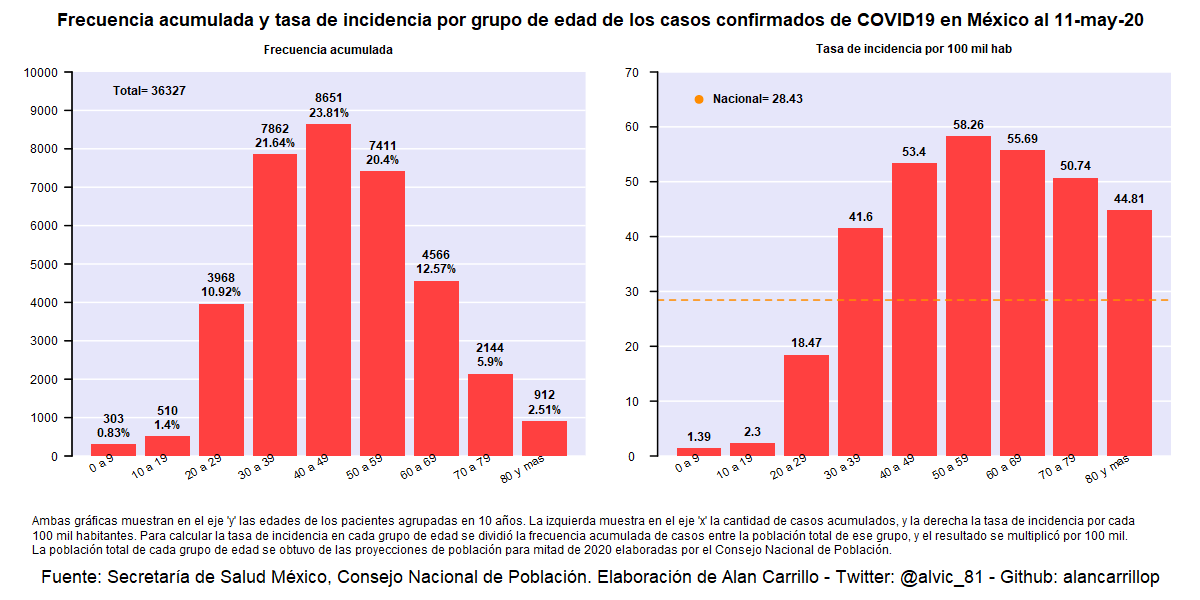 Frecuencia acumulada y tasa de incidencia por grupo de edad de los casos confirmados de COVID19 en México al 11-may-20
Frecuencia acumulada
Total= 36327
10000
9000
8000
7000
6000
5000
4000
3000
2000
1000
0
303
0.83%
510
1.4%
3968
10.92%
7862
21.64%
8651
23.81%
7411
20.4%
4566
12.57%
2144
5.9%
912
2.51%
0 a 9
10 a 19
20 a 29
30 a 39
40 a 49
50 a 59
60 a 69
70 a 79
80 y mas
Tasa de incidencia por 100 mil hab
Nacional= 28.43
70
60
50
40
30
20
10
0
1.39
2.3
18.47
41.6
53.4
58.26
55.69
50.74
44.81
0 a 9
10 a 19
20 a 29
30 a 39
40 a 49
50 a 59
60 a 69
70 a 79
80 y mas
Ambas gráficas muestran en el eje 'y' las edades de los pacientes agrupadas en 10 años. La izquierda muestra en el eje 'x' la cantidad de casos acumulados, y la derecha la tasa de incidencia por cada
100 mil habitantes. Para calcular la tasa de incidencia en cada grupo de edad se dividió la frecuencia acumulada de casos entre la población total de ese grupo, y el resultado se multiplicó por 100 mil.
La población total de cada grupo de edad se obtuvo de las proyecciones de población para mitad de 2020 elaboradas por el Consejo Nacional de Población.
Fuente: Secretaría de Salud México, Consejo Nacional de Población. Elaboración de Alan Carrillo - Twitter: @alvic_81 - Github: alancarrillop